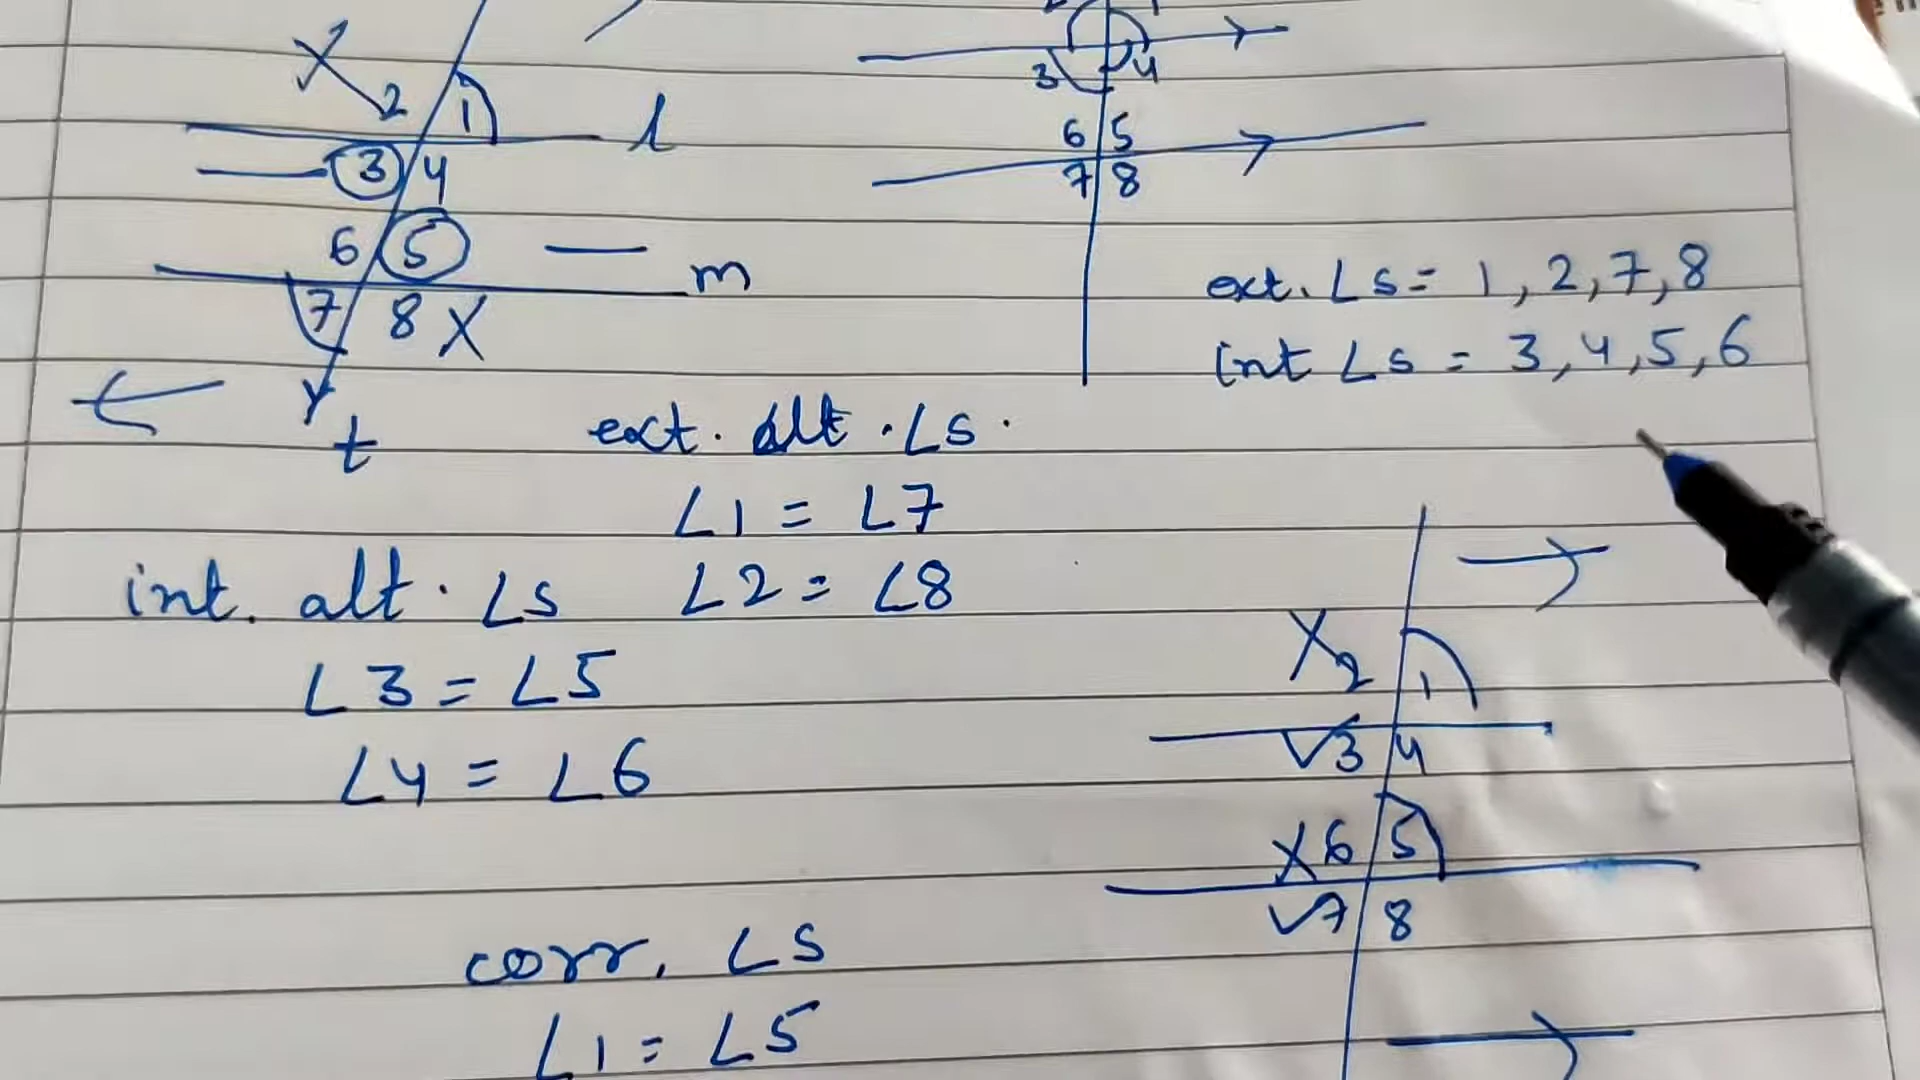 2 1 l
3 4
6 5 m
7 8
t
3 4
6 5
7 8
ext. ∠s = 1, 2, 7, 8
int ∠s = 3, 4, 5, 6
ext. alt. ∠s.
∠1 = ∠7
∠2 = ∠8
int. alt. ∠s
∠3 = ∠5
∠4 = ∠6
X2 1
✓3 4
X6 5
✓7 8
corr. ∠s
∠1 = ∠5